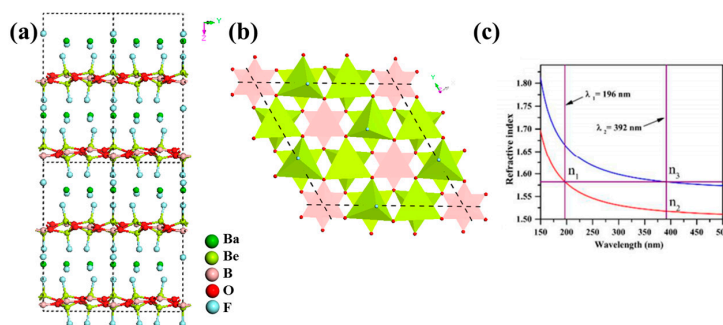 (a)
Y
Z
Ba
Be
B
O
F
(b)
Y
(c)
Refractive index
1.80
1.75
1.70
1.65
1.60
1.55
1.50
λ₁= 196 nm
λ₂= 392 nm
n₁
n₃
n₂
150
200
250
300
350
400
450
500
Wavelength (nm)